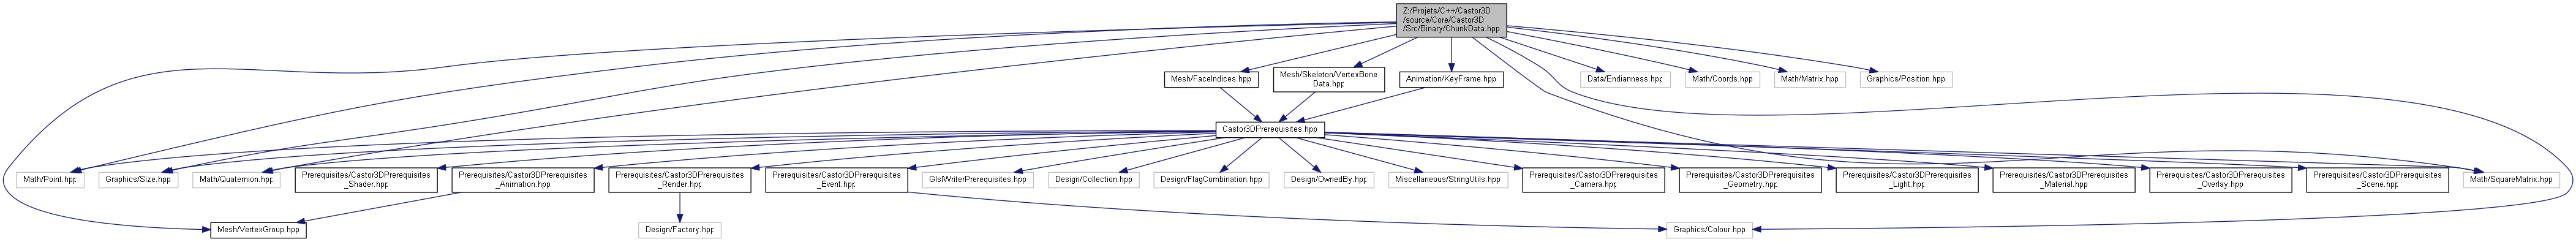 Z:/Projets/C++/Castor3D
/source/Core/Castor3D
/Src/Binary/ChunkData.hpp
Mesh/FaceIndices.hpp
Mesh/Skeleton/VertexBone
Data.hpp
Animation/KeyFrame.hpp
Data/Endianness.hpp
Math/Coords.hpp
Math/Matrix.hpp
Graphics/Position.hpp
Castor3DPrerequisites.hpp
Math/Point.hpp
Graphics/Size.hpp
Math/Quaternion.hpp
Prerequisites/Castor3DPrerequisites
_Shader.hpp
Prerequisites/Castor3DPrerequisites
_Animation.hpp
Prerequisites/Castor3DPrerequisites
_Render.hpp
Prerequisites/Castor3DPrerequisites
_Event.hpp
GlslWriterPrerequisites.hpp
Design/Collection.hpp
Design/FlagCombination.hpp
Design/OwnedBy.hpp
Miscellaneous/StringUtils.hpp
Prerequisites/Castor3DPrerequisites
_Camera.hpp
Prerequisites/Castor3DPrerequisites
_Geometry.hpp
Prerequisites/Castor3DPrerequisites
_Light.hpp
Prerequisites/Castor3DPrerequisites
_Material.hpp
Prerequisites/Castor3DPrerequisites
_Overlay.hpp
Prerequisites/Castor3DPrerequisites
_Scene.hpp
Math/SquareMatrix.hpp
Mesh/VertexGroup.hpp
Design/Factory.hpp
Graphics/Colour.hpp